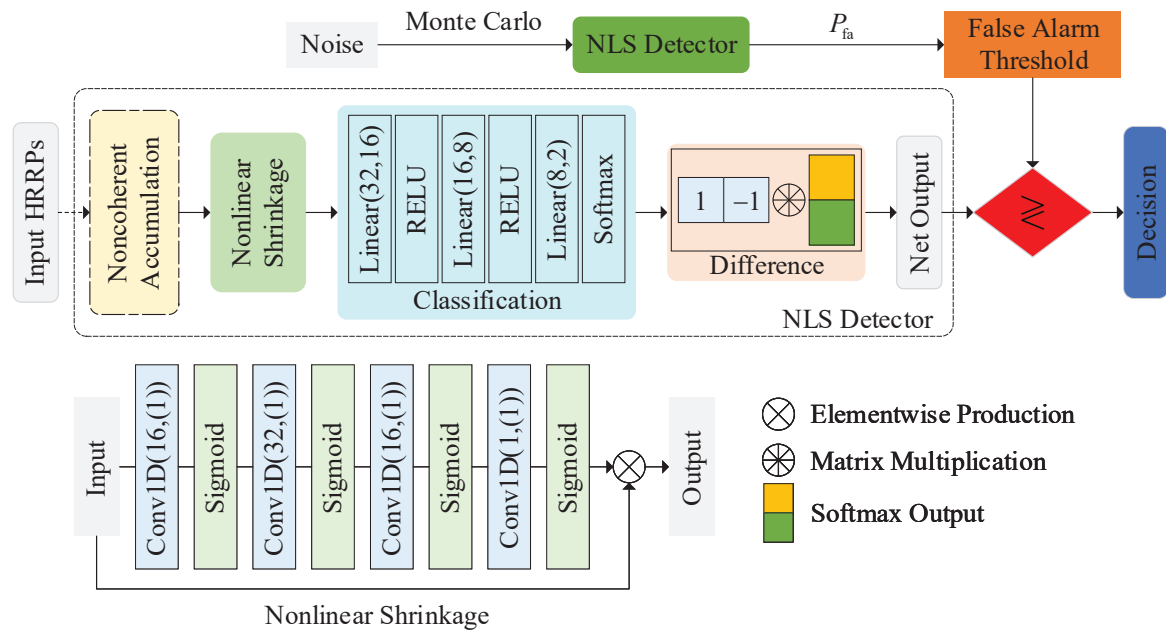 Monte Carlo
Noise
NLS Detector
P_fa
False Alarm
Threshold
Input HRRPs
Noncoherent
Accumulation
Nonlinear
Shrinkage
Linear(32,16)
RELU
Linear(16,8)
RELU
Linear(8,2)
Softmax
Classification
1
−1
Difference
Net Output
≷
Decision
NLS Detector
Input
Conv1D(16,(1))
Sigmoid
Conv1D(32,(1))
Sigmoid
Conv1D(16,(1))
Sigmoid
Conv1D(1,(1))
Sigmoid
Output
Nonlinear Shrinkage
Elementwise Production
Matrix Multiplication
Softmax Output